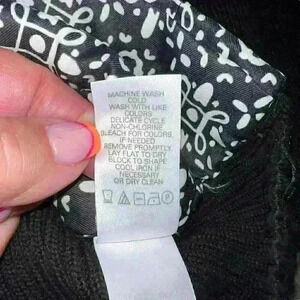 MACHINE WASH
COLD
WASH WITH LIKE
COLORS
DELICATE CYCLE
NON-CHLORINE
BLEACH FOR COLORS
IF NEEDED
REMOVE PROMPTLY
LAY FLAT TO DRY
BLOCK TO SHAPE
COOL IRON IF
NECESSARY
OR DRY CLEAN